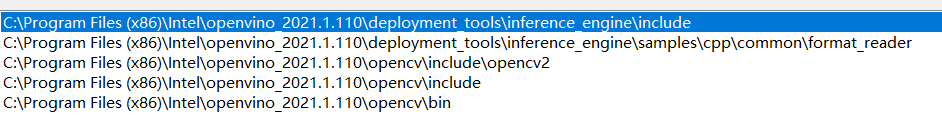 C:\Program Files (x86)\Intel\openvino_2021.1.110\deployment_tools\inference_engine\include
C:\Program Files (x86)\Intel\openvino_2021.1.110\deployment_tools\inference_engine\samples\cpp\common\format_reader
C:\Program Files (x86)\Intel\openvino_2021.1.110\opencv\include\opencv2
C:\Program Files (x86)\Intel\openvino_2021.1.110\opencv\include
C:\Program Files (x86)\Intel\openvino_2021.1.110\opencv\bin